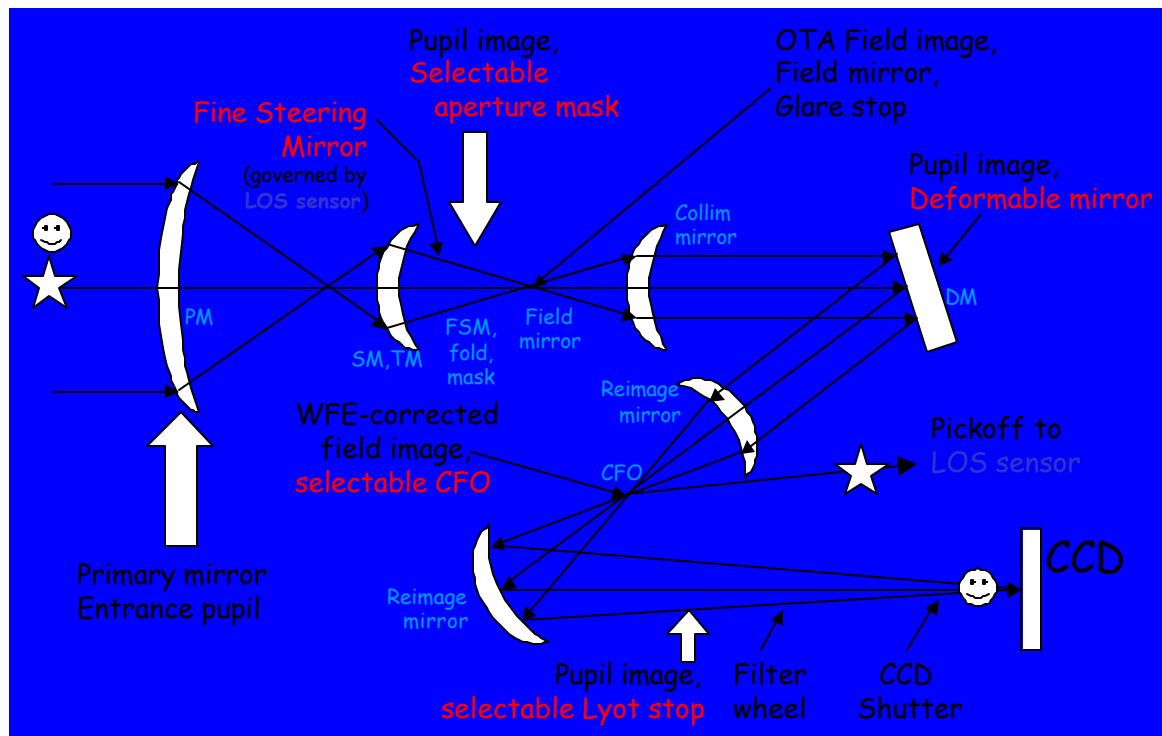 Pupil image,
Selectable
aperture mask
OTA Field image,
Field mirror,
Glare stop
Fine Steering
Mirror
(governed by
LOS sensor)
Pupil image,
Deformable mirror
Collim
mirror
PM
SM,TM
FSM,
fold,
mask
Field
mirror
DM
Reimage
mirror
WFE-corrected
field image,
selectable CFO
CFO
Pickoff to
LOS sensor
CCD
Primary mirror
Entrance pupil
Reimage
mirror
Pupil image,
selectable Lyot stop
Filter
wheel
CCD
Shutter